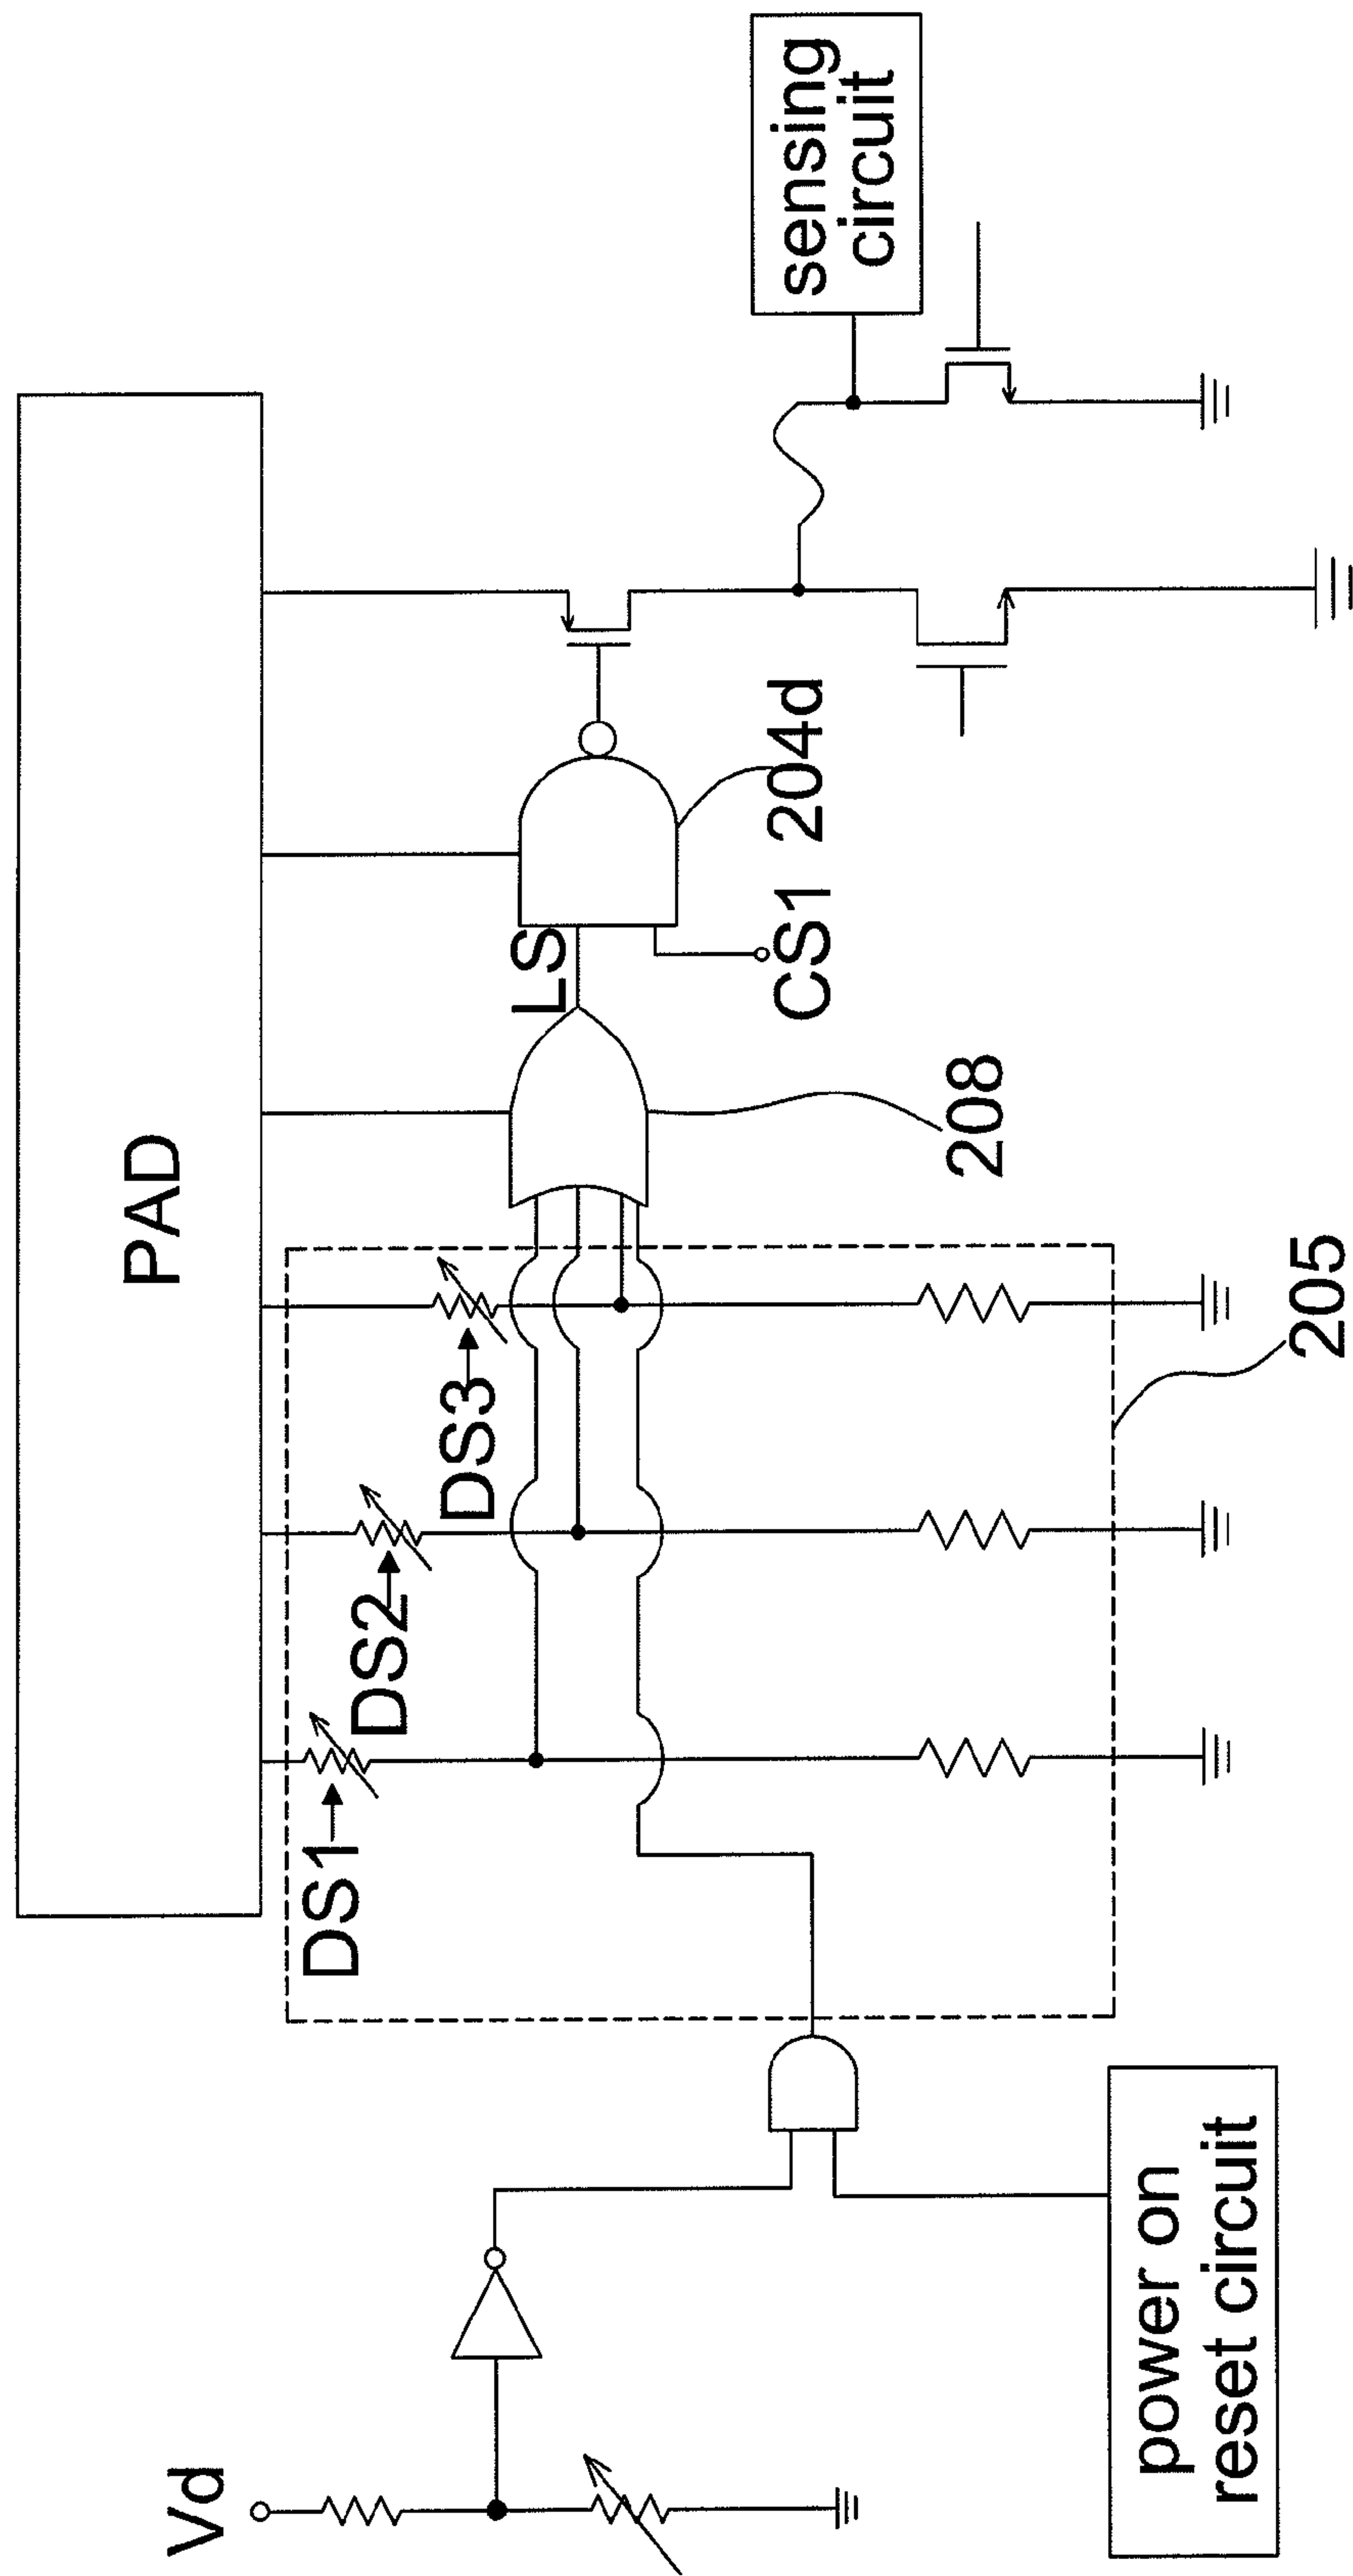 PAD
Vd
DS1
DS2
DS3
LS
CS1
204d
208
205
sensing
circuit
power on
reset circuit